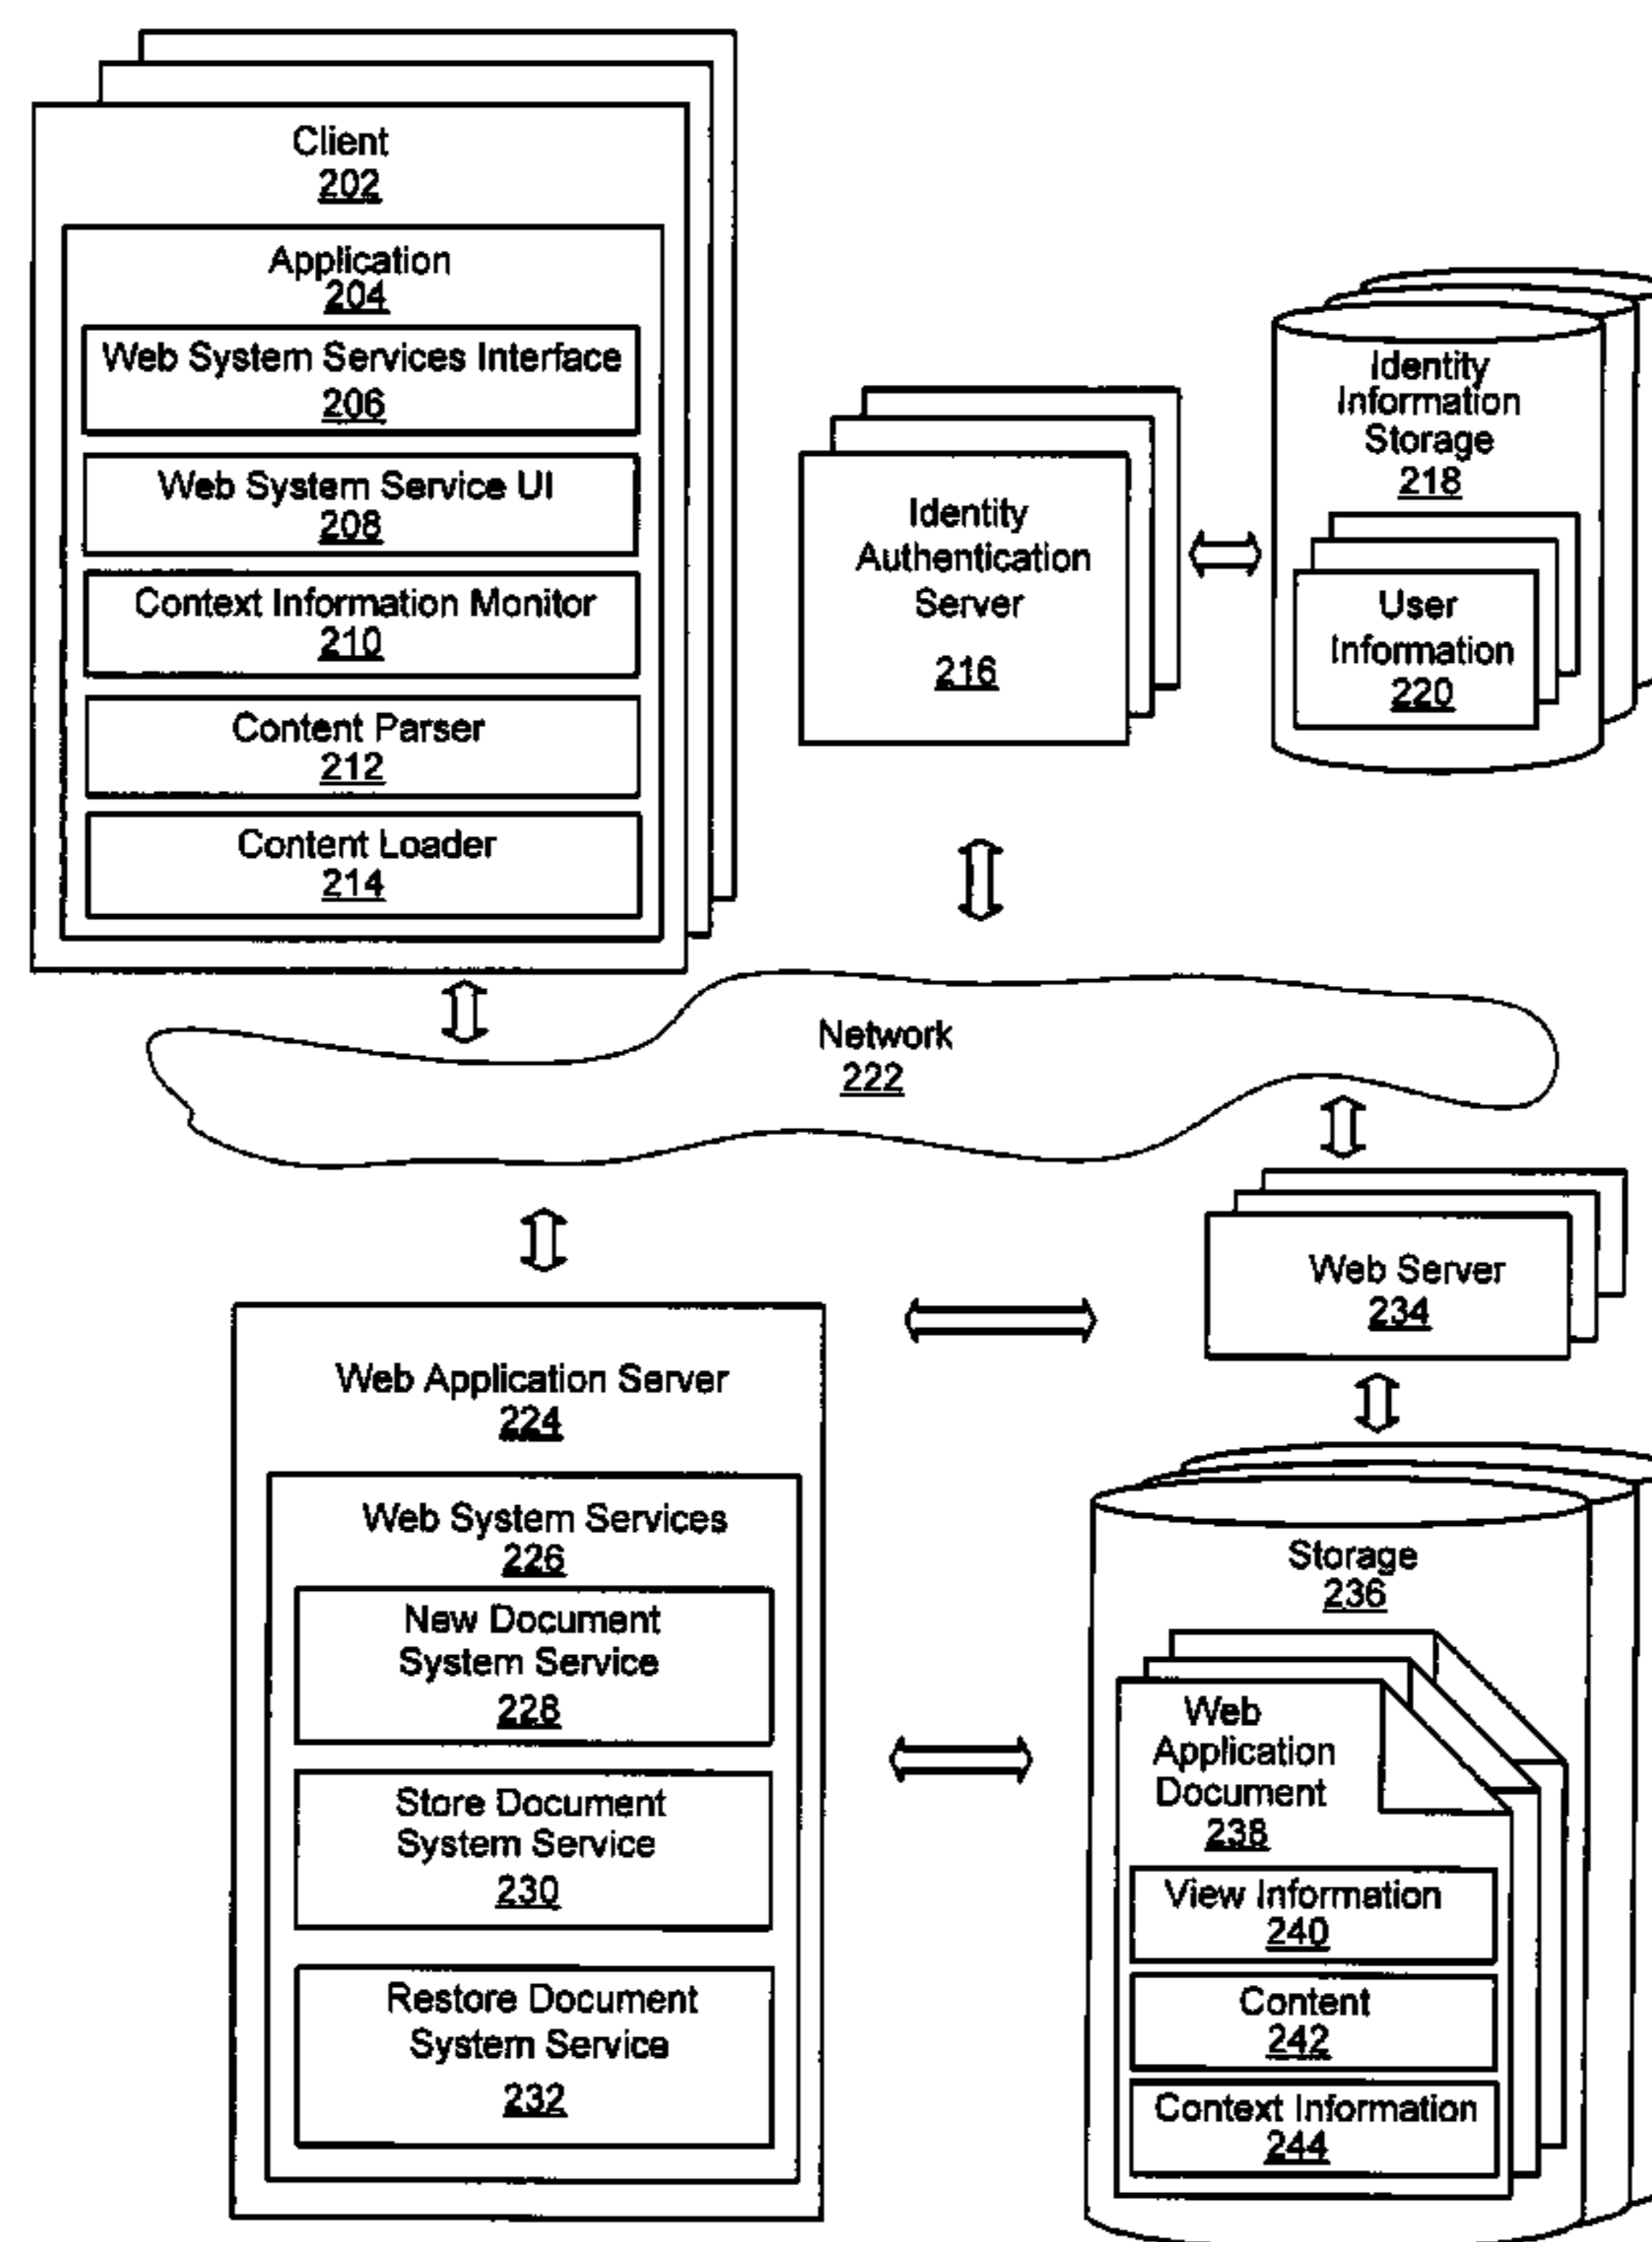 Client
202
Application
204
Web System Services Interface
206
Web System Service UI
208
Context Information Monitor
210
Content Parser
212
Content Loader
214
Identity
Authentication
Server
216
Identity
Information
Storage
218
User
Information
220
Network
222
Web Application Server
224
Web System Services
226
New Document
System Service
228
Store Document
System Service
230
Restore Document
System Service
232
Web Server
234
Storage
236
Web
Application
Document
238
View Information
240
Content
242
Context Information
244